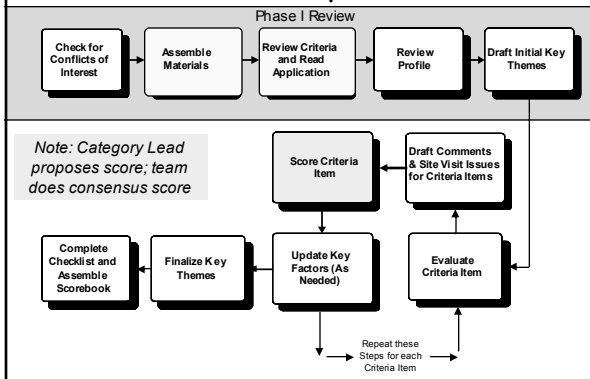 Phase I Review
Check for
Conflicts of
Interest
Assemble
Materials
Review Criteria
and Read
Application
Review
Profile
Draft Initial Key
Themes
Note: Category Lead
proposes score; team
does consensus score
Score Criteria
Item
Draft Comments
& Site Visit Issues
for Criteria Items
Complete
Checklist and
Assemble
Scorebook
Finalize Key
Themes
Update Key
Factors (As
Needed)
Evaluate
Criteria Item
Repeat these
Steps for each
Criteria Item